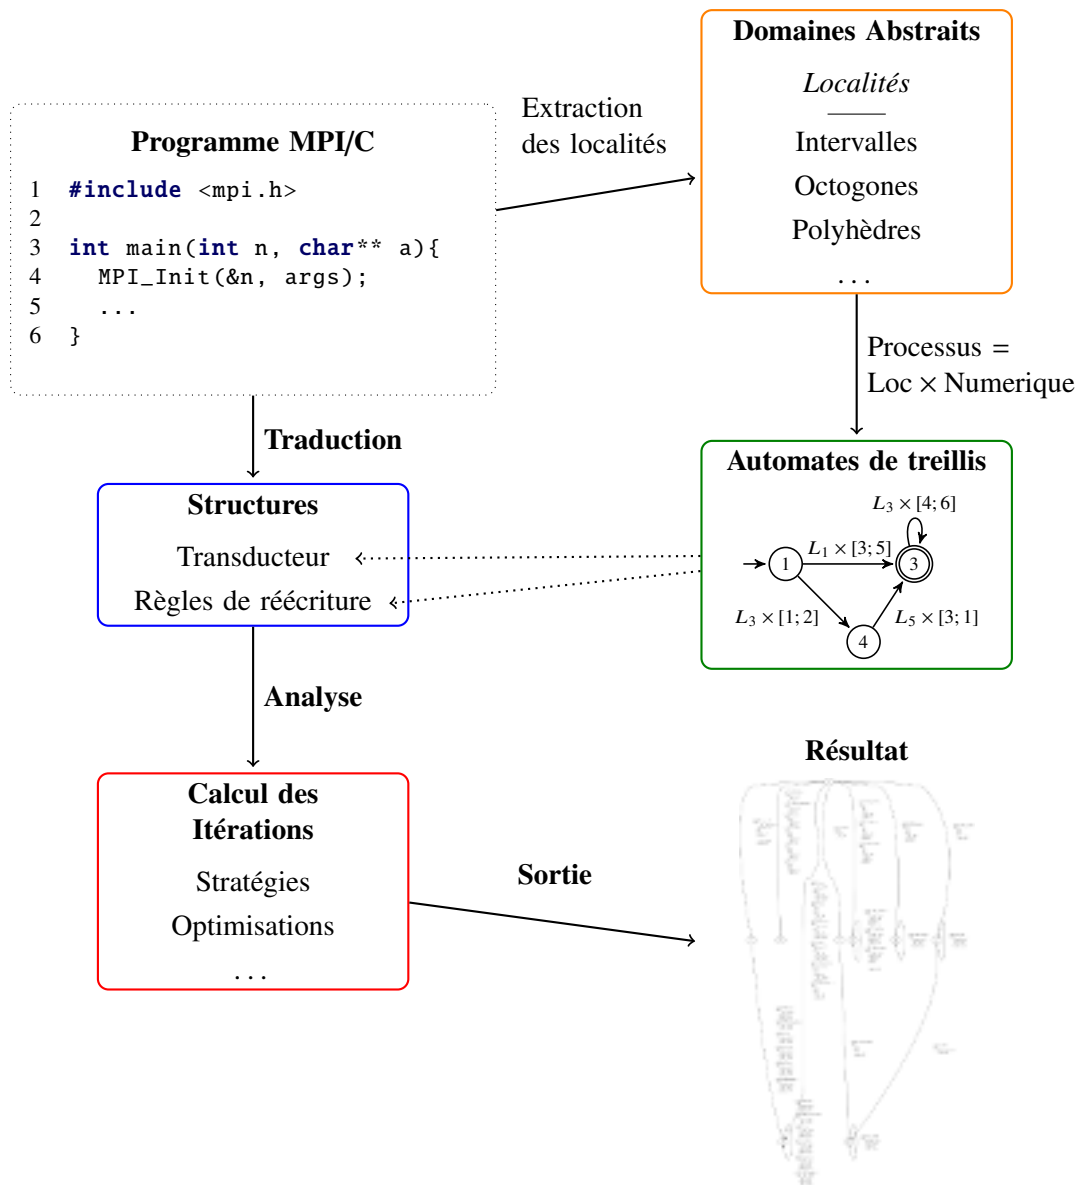 Programme MPI/C
1 #include <mpi.h>
2
3 int main(int n, char** a){
4 MPI_Init(&n, args);
5 ...
6 }
Extraction
des localités
Domaines Abstraits
Localités
Intervalles
Octogones
Polyhèdres
...
Processus =
Loc × Numerique
Traduction
Structures
Transducteur
Règles de réécriture
Automates de treillis
L3 × [4; 6]
1
L1 × [3; 5]
3
L3 × [1; 2]
L5 × [3; 1]
4
Analyse
Calcul des
Itérations
Stratégies
Optimisations
...
Sortie
Résultat